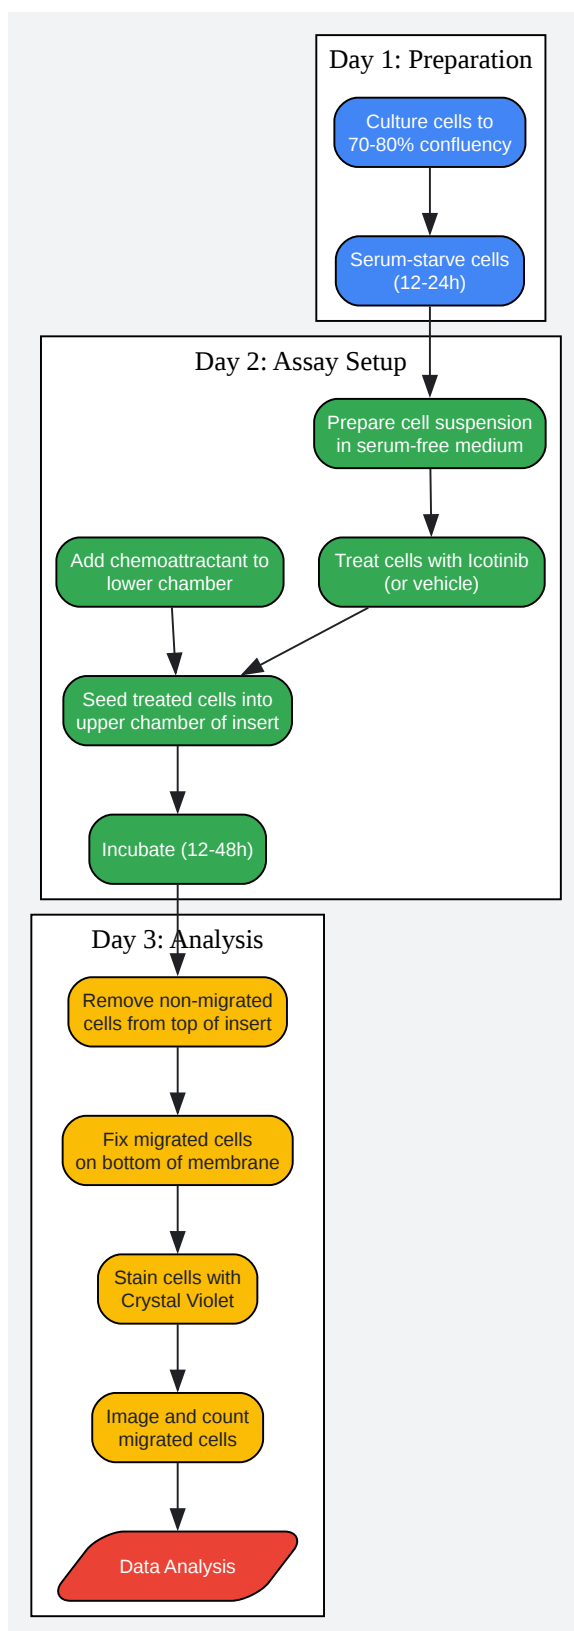 Day 1: Preparation
Culture cells to
70-80% confluency
Serum-starve cells
(12-24h)
Day 2: Assay Setup
Prepare cell suspension
in serum-free medium
Add chemoattractant to
lower chamber
Treat cells with Icotinib
(or vehicle)
Seed treated cells into
upper chamber of insert
Incubate (12-48h)
Day 3: Analysis
Remove non-migrated
cells from top of insert
Fix migrated cells
on bottom of membrane
Stain cells with
Crystal Violet
Image and count
migrated cells
Data Analysis